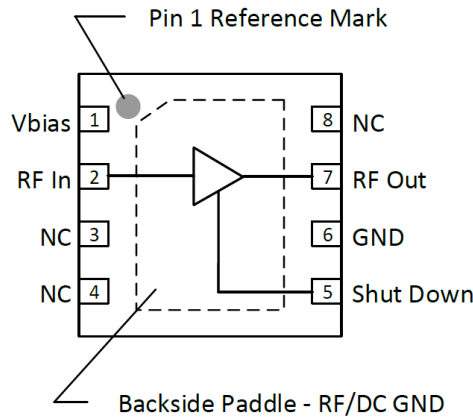 Pin 1 Reference Mark
Vbias 1
8 NC
RF In 2
7 RF Out
NC 3
6 GND
NC 4
5 Shut Down
Backside Paddle - RF/DC GND